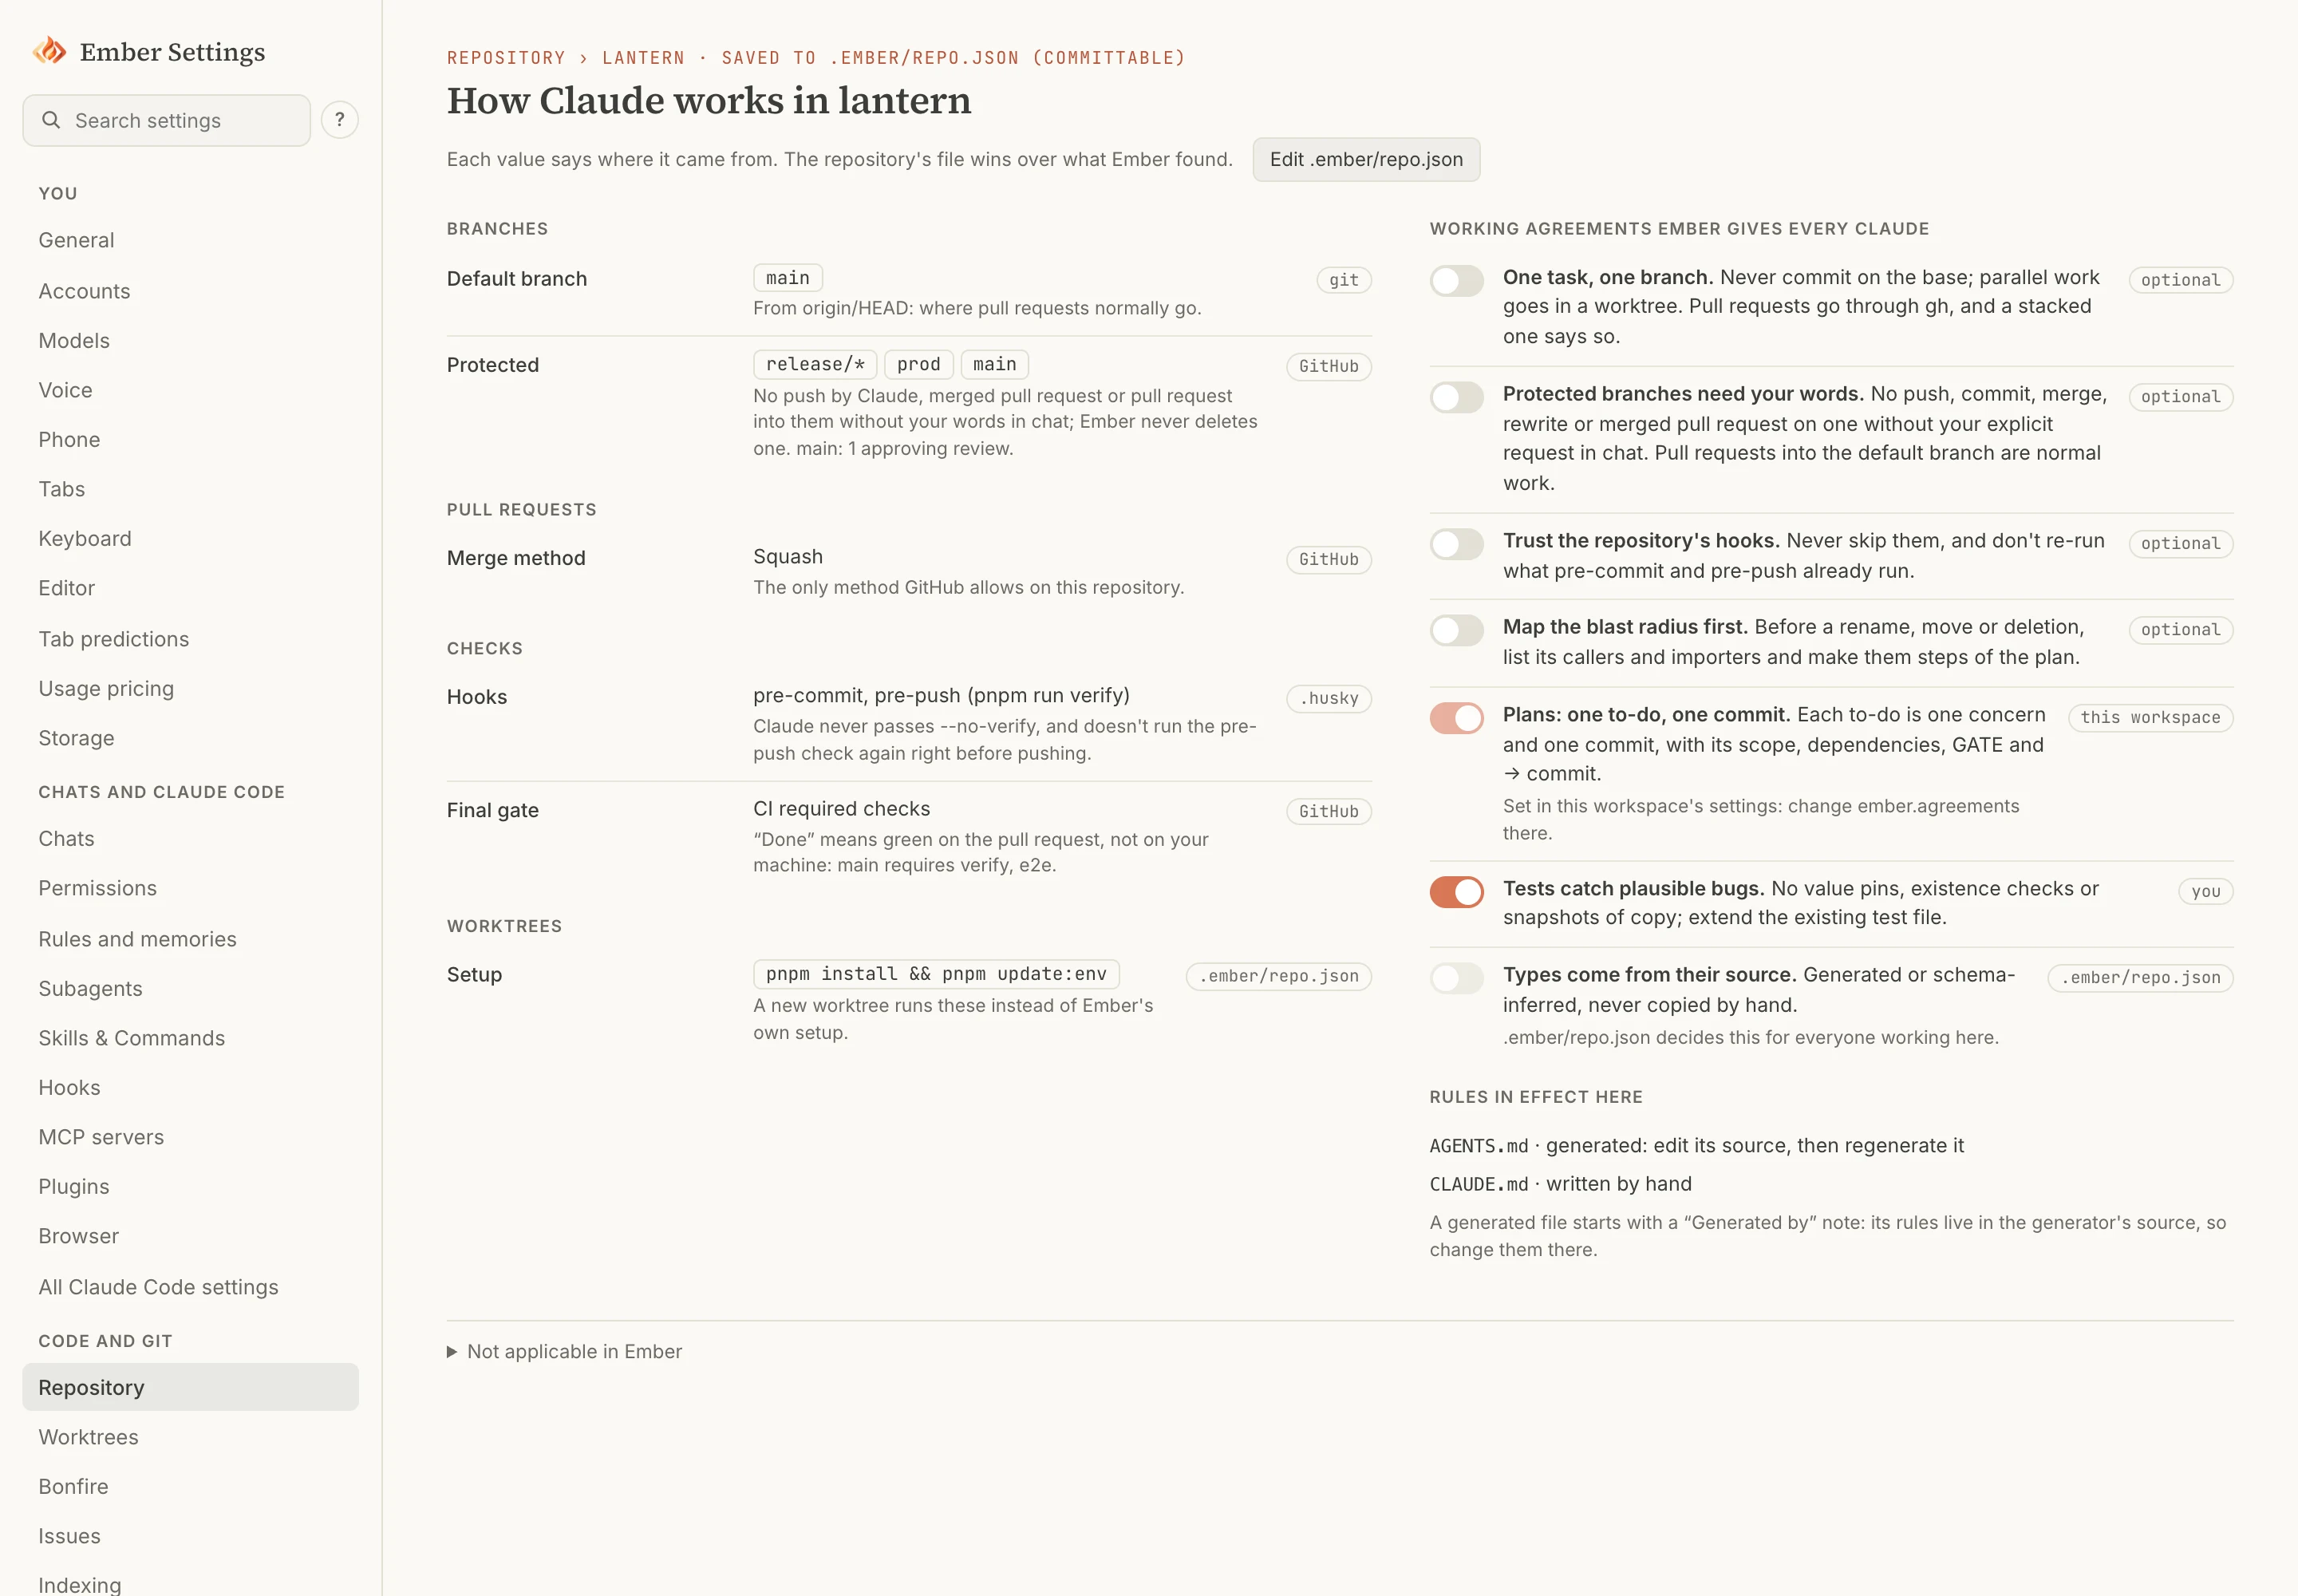 Ember Settings
Search settings
?
YOU
General
Accounts
Models
Voice
Phone
Tabs
Keyboard
Editor
Tab predictions
Usage pricing
Storage
CHATS AND CLAUDE CODE
Chats
Permissions
Rules and memories
Subagents
Skills & Commands
Hooks
MCP servers
Plugins
Browser
All Claude Code settings
CODE AND GIT
Repository
Worktrees
Bonfire
Issues
Indexing
REPOSITORY › LANTERN · SAVED TO .EMBER/REPO.JSON (COMMITTABLE)
How Claude works in lantern
Each value says where it came from. The repository's file wins over what Ember found.
Edit .ember/repo.json
BRANCHES
Default branch
main
git
From origin/HEAD: where pull requests normally go.
Protected
release/* prod main
GitHub
No push by Claude, merged pull request or pull request
into them without your words in chat; Ember never deletes
one. main: 1 approving review.
PULL REQUESTS
Merge method
Squash
GitHub
The only method GitHub allows on this repository.
CHECKS
Hooks
pre-commit, pre-push (pnpm run verify)
.husky
Claude never passes --no-verify, and doesn't run the pre-
push check again right before pushing.
Final gate
CI required checks
GitHub
“Done” means green on the pull request, not on your
machine: main requires verify, e2e.
WORKTREES
Setup
pnpm install && pnpm update:env
.ember/repo.json
A new worktree runs these instead of Ember's
own setup.
WORKING AGREEMENTS EMBER GIVES EVERY CLAUDE
One task, one branch. Never commit on the base; parallel work
goes in a worktree. Pull requests go through gh, and a stacked
one says so.
optional
Protected branches need your words. No push, commit, merge,
rewrite or merged pull request on one without your explicit
request in chat. Pull requests into the default branch are normal
work.
optional
Trust the repository's hooks. Never skip them, and don't re-run
what pre-commit and pre-push already run.
optional
Map the blast radius first. Before a rename, move or deletion,
list its callers and importers and make them steps of the plan.
optional
Plans: one to-do, one commit. Each to-do is one concern
and one commit, with its scope, dependencies, GATE and
→ commit.
this workspace
Set in this workspace's settings: change ember.agreements
there.
Tests catch plausible bugs. No value pins, existence checks or
snapshots of copy; extend the existing test file.
you
Types come from their source. Generated or schema-
inferred, never copied by hand.
.ember/repo.json
.ember/repo.json decides this for everyone working here.
RULES IN EFFECT HERE
AGENTS.md · generated: edit its source, then regenerate it
CLAUDE.md · written by hand
A generated file starts with a “Generated by” note: its rules live in the generator's source, so
change them there.
Not applicable in Ember